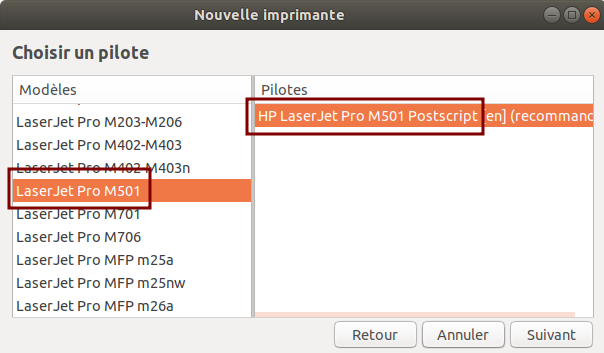 Nouvelle imprimante
Choisir un pilote
Modèles
Pilotes
LaserJet Pro M203-M206
LaserJet Pro M402-M403
LaserJet Pro M402-M403n
LaserJet Pro M501
LaserJet Pro M701
LaserJet Pro M706
LaserJet Pro MFP m25a
LaserJet Pro MFP m25nw
LaserJet Pro MFP m26a
HP LaserJet Pro M501 Postscript [en] (recommand
Retour
Annuler
Suivant